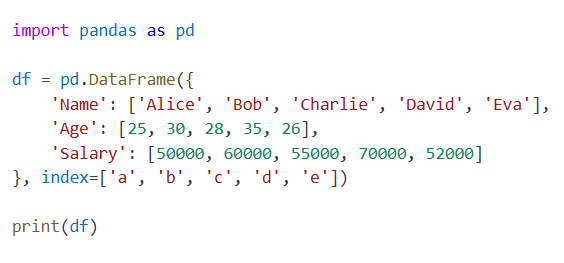 import pandas as pd
df = pd.DataFrame({
    'Name': ['Alice', 'Bob', 'Charlie', 'David', 'Eva'],
    'Age': [25, 30, 28, 35, 26],
    'Salary': [50000, 60000, 55000, 70000, 52000]
}, index=['a', 'b', 'c', 'd', 'e'])
print(df)